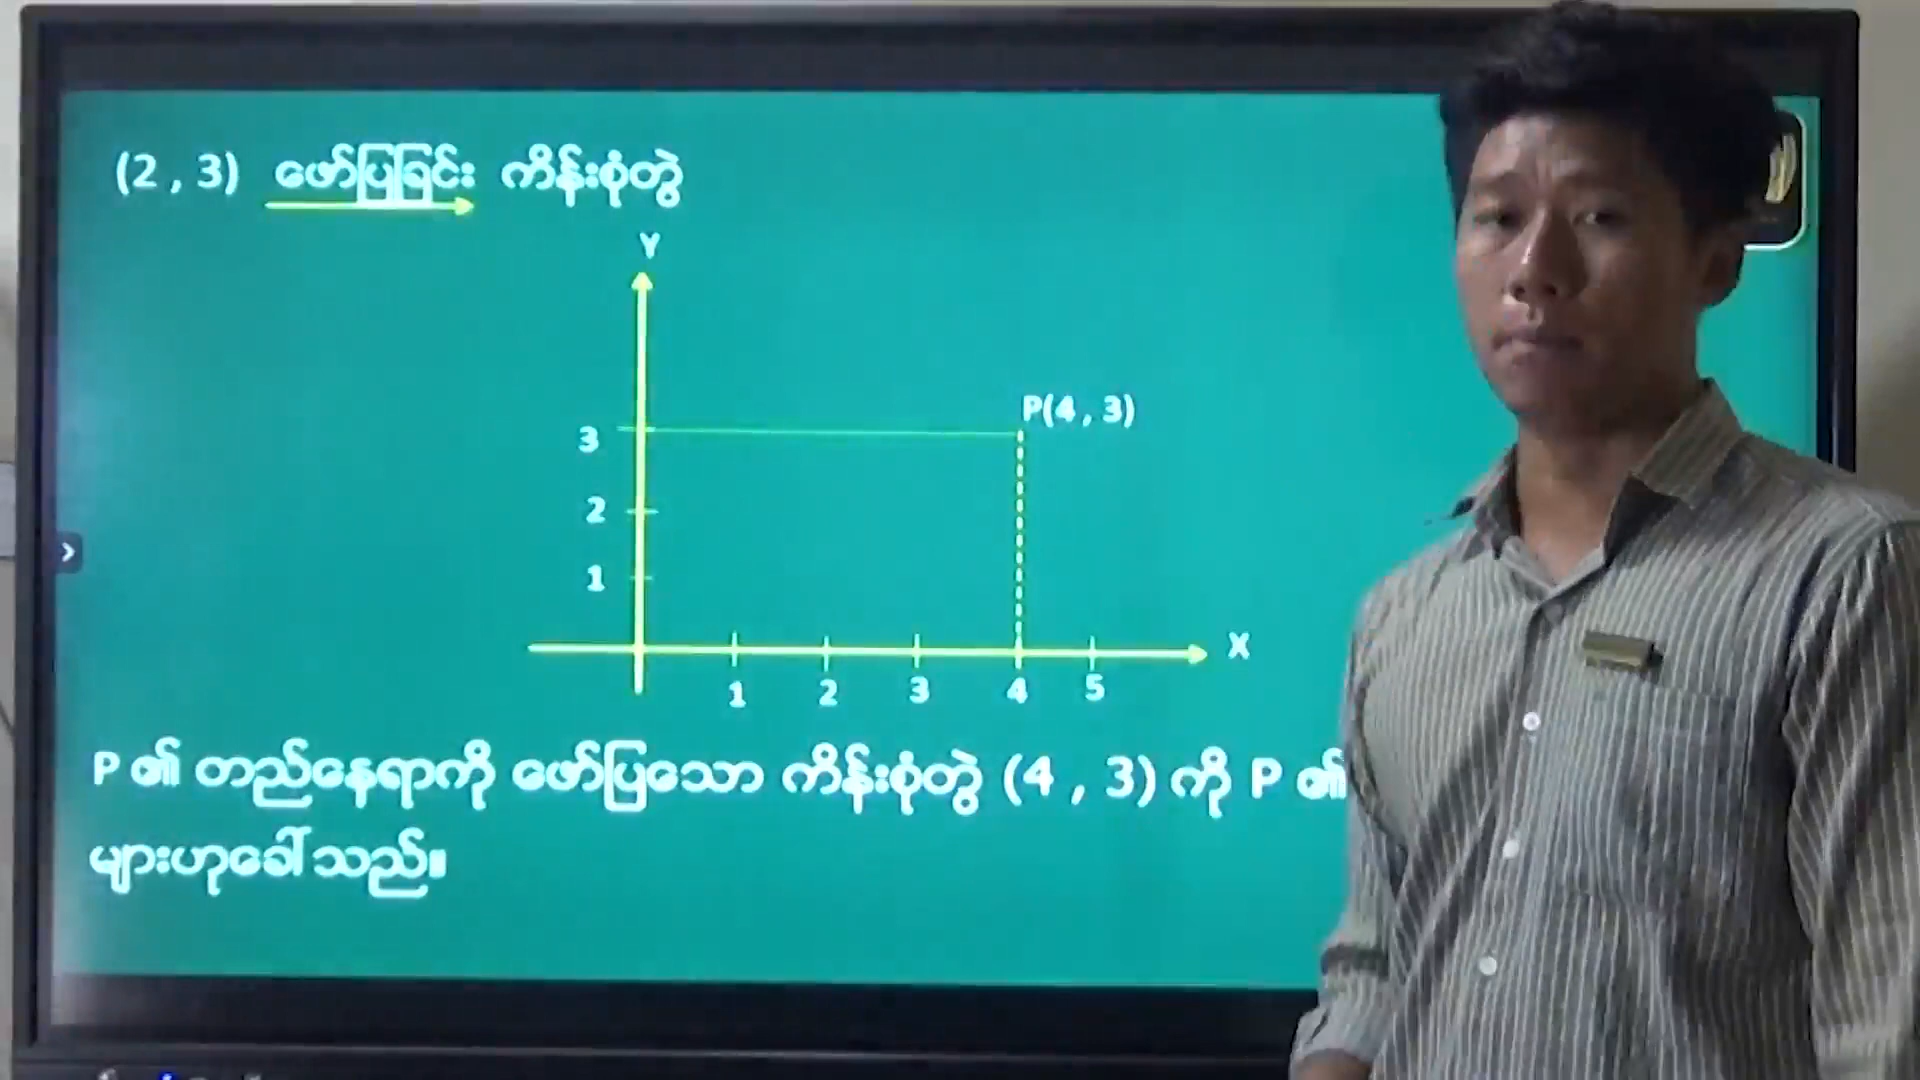 (2 , 3) ဖော်ပြခြင်း ကိန်းစုံတွဲ
Y
P(4 , 3)
3
2
1
X
1 2 3 4 5
P ၏ တည်နေရာကို ဖော်ပြသော ကိန်းစုံတွဲ (4 , 3) ကို P ၏
များဟုခေါ်သည်။